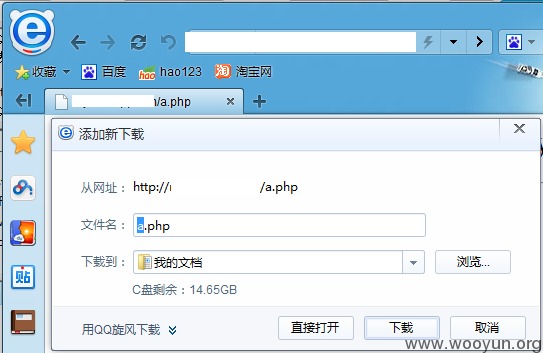 收藏 百度 hao123 淘宝网
/a.php
添加新下载
从网址： http:// /a.php
文件名： a.php
下载到： 我的文档 浏览...
C盘剩余：14.65GB
用QQ旋风下载 直接打开 下载 取消
www.wooyun.org